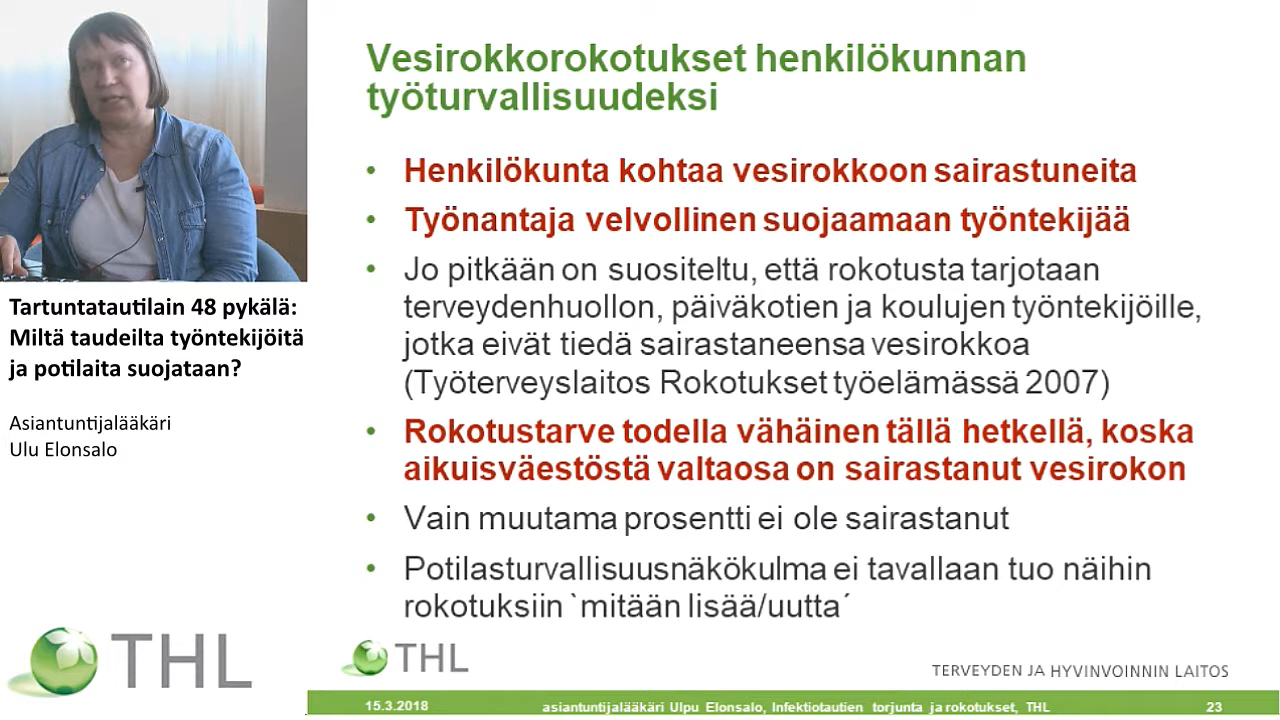 Vesirokkorokotukset henkilökunnan
työturvallisuudeksi
• Henkilökunta kohtaa vesirokkoon sairastuneita
• Työnantaja velvollinen suojaamaan työntekijää
• Jo pitkään on suositeltu, että rokotusta tarjotaan
terveydenhuollon, päiväkotien ja koulujen työntekijöille,
jotka eivät tiedä sairastaneensa vesirokkoa
(Työterveyslaitos Rokotukset työelämässä 2007)
• Rokotustarve todella vähäinen tällä hetkellä, koska
aikuisväestöstä valtaosa on sairastanut vesirokon
• Vain muutama prosentti ei ole sairastanut
• Potilasturvallisuusnäkökulma ei tavallaan tuo näihin
rokotuksiin `mitään lisää/uutta´
Tartuntatautilain 48 pykälä:
Miltä taudeilta työntekijöitä
ja potilaita suojataan?
Asiantuntijalääkäri
Ulu Elonsalo
THL
THL
TERVEYDEN JA HYVINVOINNIN LAITOS
15.3.2018
asiantuntijalääkäri Ulpu Elonsalo, Infektiotautien torjunta ja rokotukset, THL
23